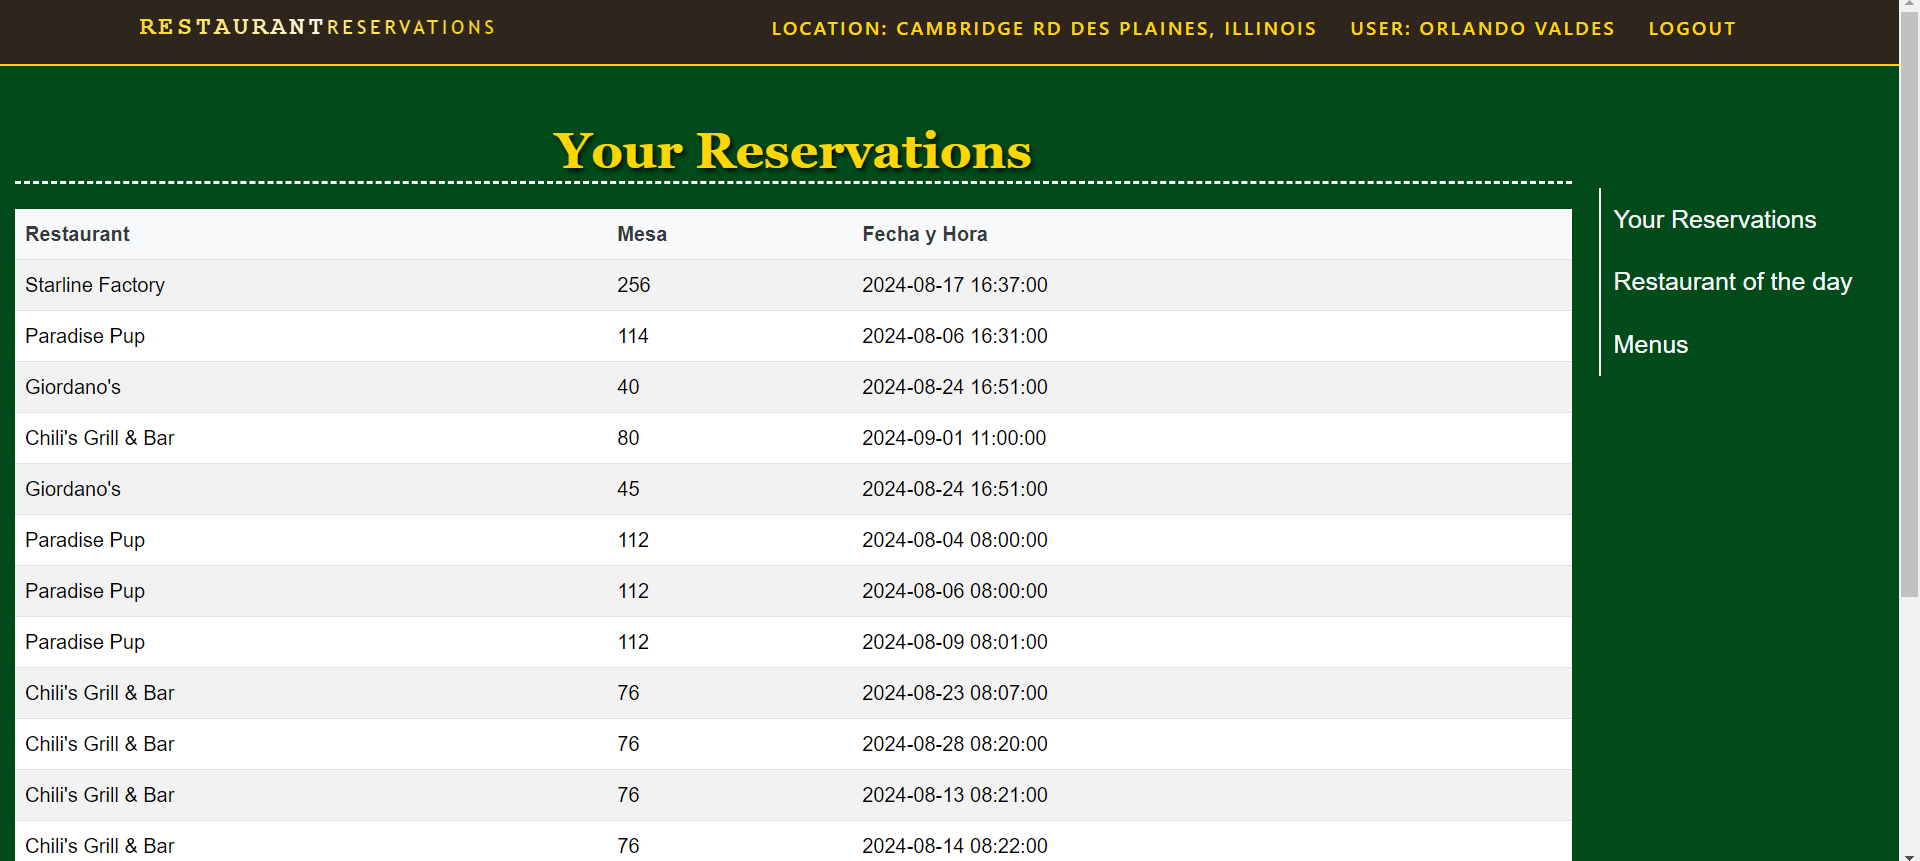 RESTAURANTRESERVATIONS LOCATION: CAMBRIDGE RD DES PLAINES, ILLINOIS USER: ORLANDO VALDES LOGOUT
Your Reservations
Restaurant Mesa Fecha y Hora
Starline Factory 256 2024-08-17 16:37:00
Paradise Pup 114 2024-08-06 16:31:00
Giordano's 40 2024-08-24 16:51:00
Chili's Grill & Bar 80 2024-09-01 11:00:00
Giordano's 45 2024-08-24 16:51:00
Paradise Pup 112 2024-08-04 08:00:00
Paradise Pup 112 2024-08-06 08:00:00
Paradise Pup 112 2024-08-09 08:01:00
Chili's Grill & Bar 76 2024-08-23 08:07:00
Chili's Grill & Bar 76 2024-08-28 08:20:00
Chili's Grill & Bar 76 2024-08-13 08:21:00
Chili's Grill & Bar 76 2024-08-14 08:22:00
Your Reservations
Restaurant of the day
Menus